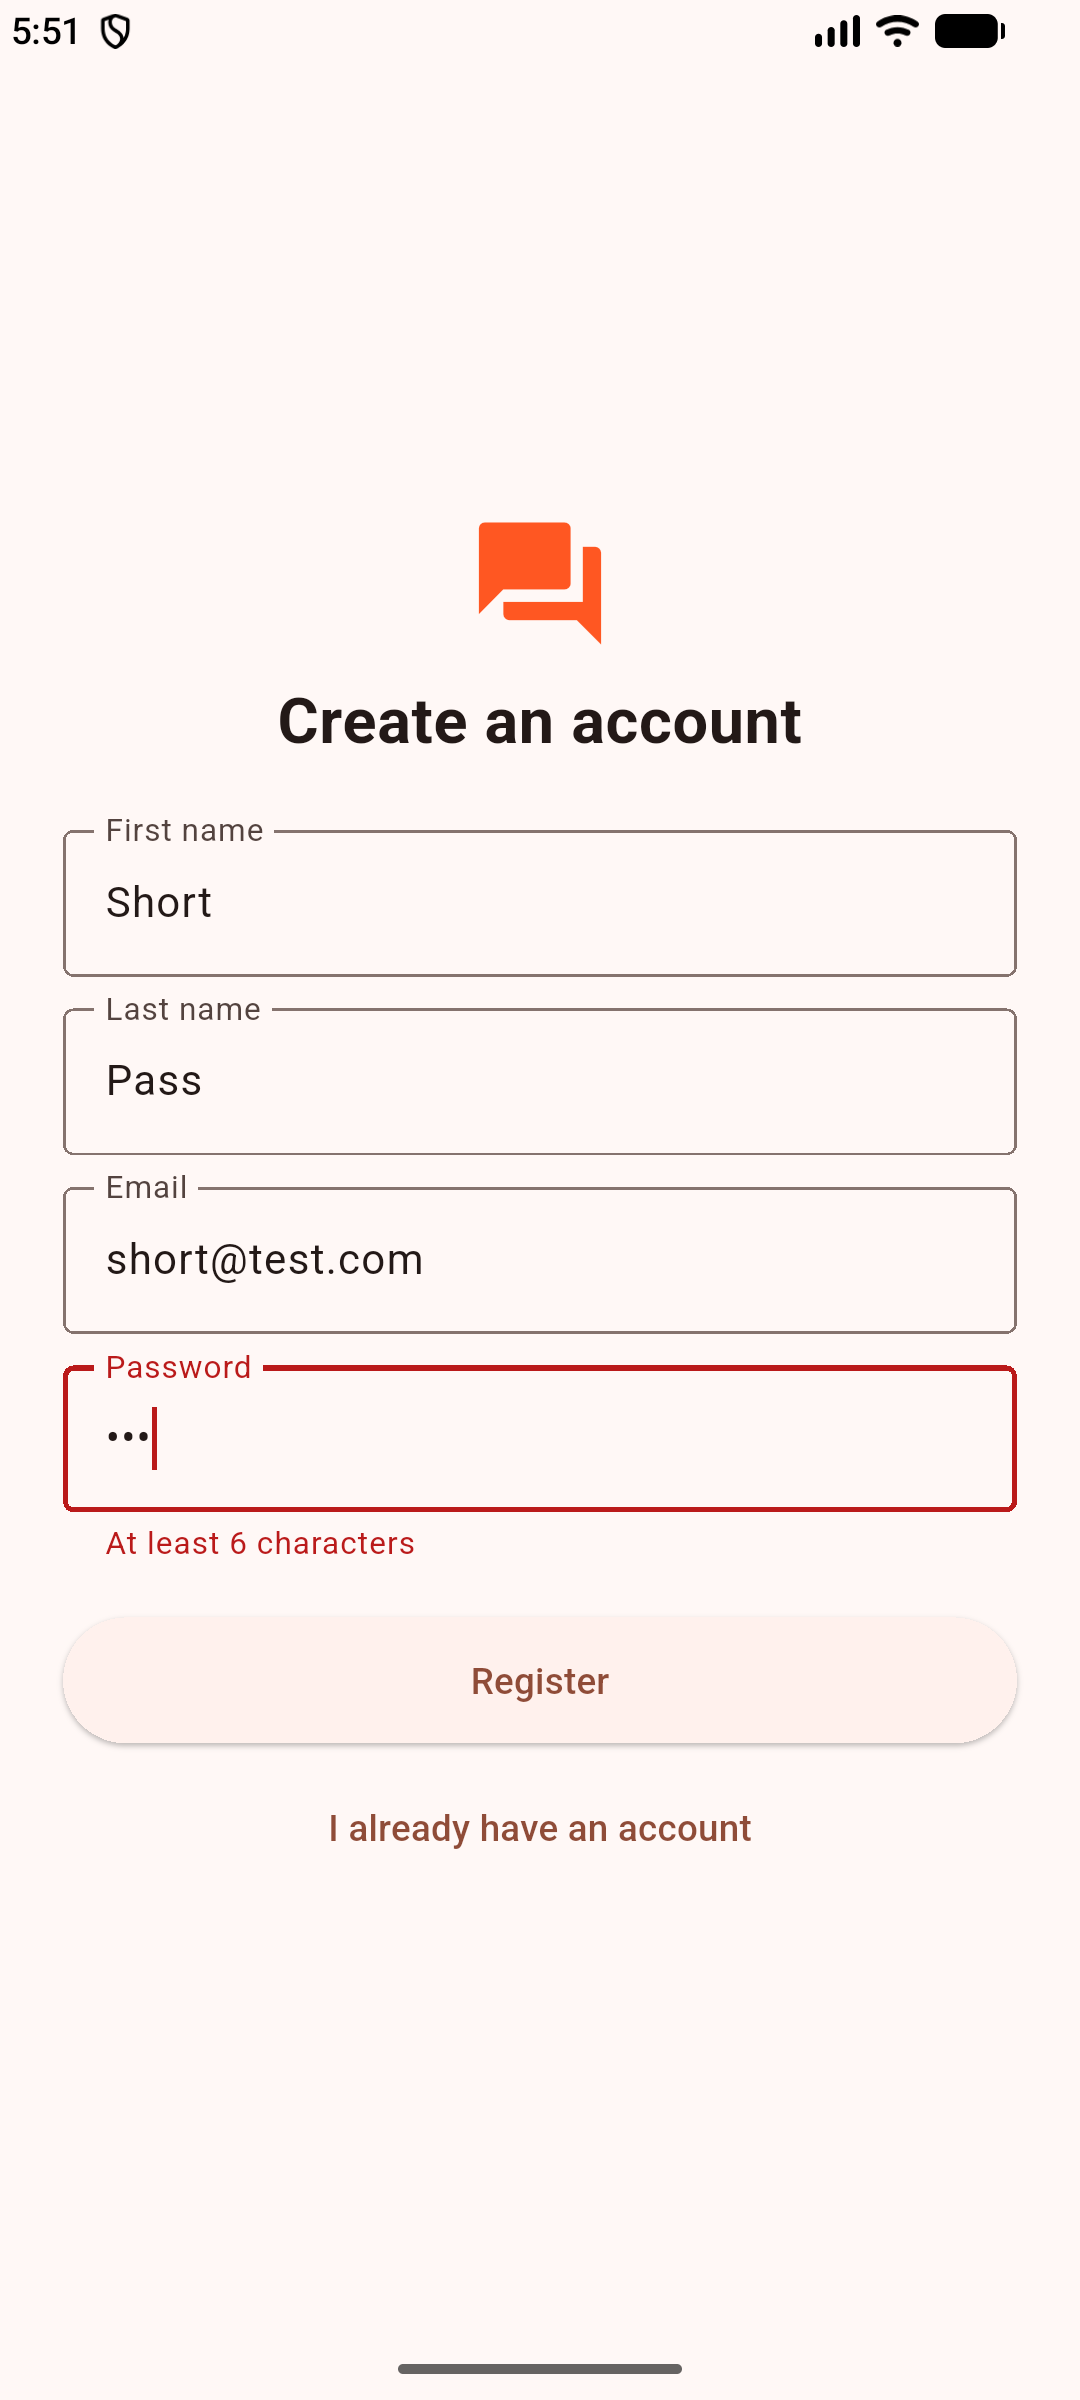 5:51
Create an account
First name
Short
Last name
Pass
Email
short@test.com
Password
•••
At least 6 characters
Register
I already have an account